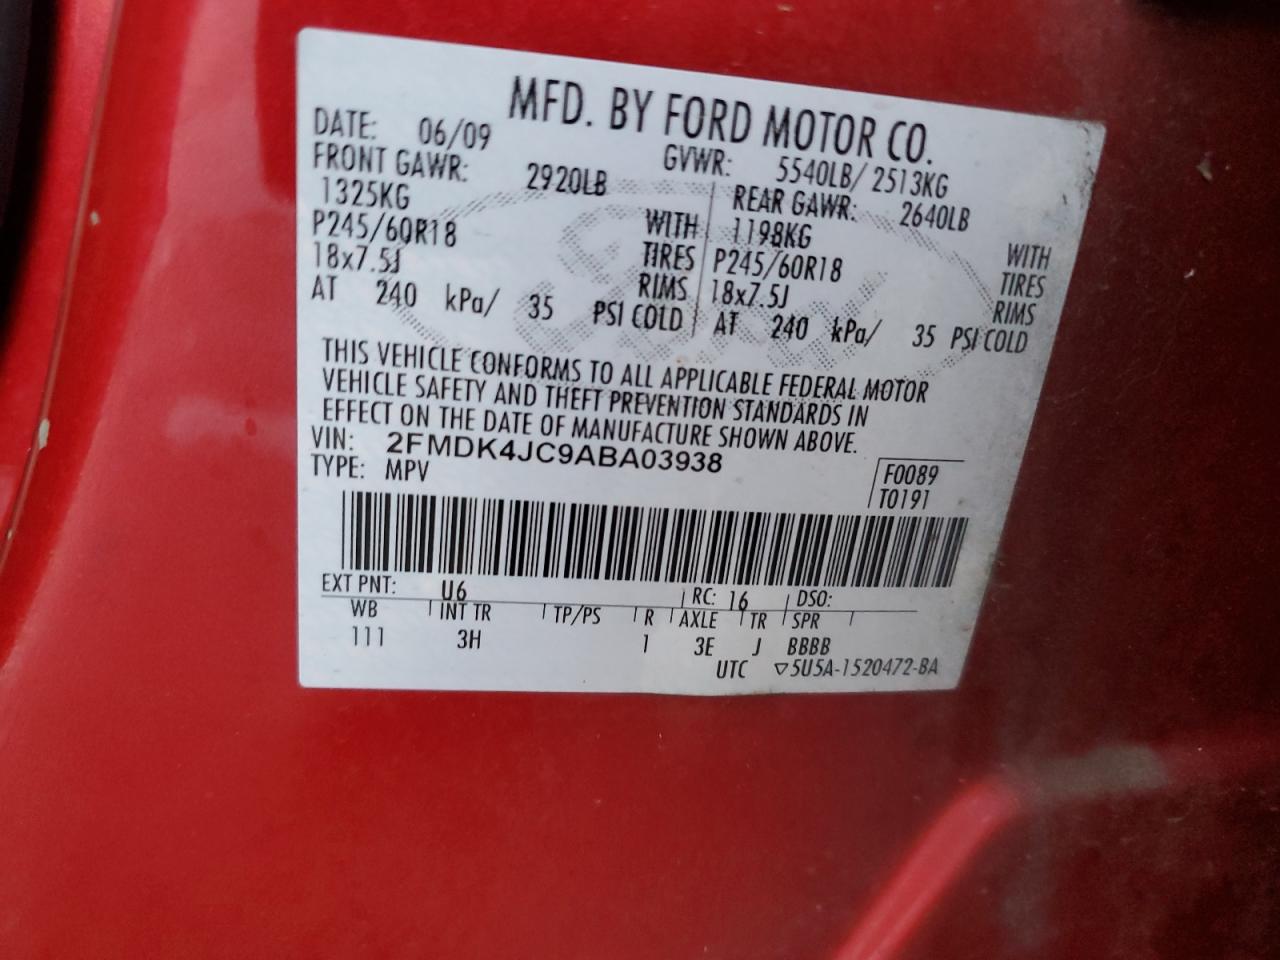 MFD. BY FORD MOTOR CO.
DATE: 06/09 GVWR: 5540LB/ 2513KG
FRONT GAWR: 2920LB REAR GAWR: 2640LB
1325KG WITH 1198KG WITH
P245/60R18 TIRES P245/60R18 TIRES
18x7.5J RIMS 18x7.5J RIMS
AT 240 kPa/ 35 PSI COLD AT 240 kPa/ 35 PSI COLD
THIS VEHICLE CONFORMS TO ALL APPLICABLE FEDERAL MOTOR
VEHICLE SAFETY AND THEFT PREVENTION STANDARDS IN
EFFECT ON THE DATE OF MANUFACTURE SHOWN ABOVE.
VIN: 2FMDK4JC9ABA03938
TYPE: MPV F0089
T0191
EXT PNT: U6 RC: 16 DSO:
WB INT TR TP/PS R AXLE TR SPR
111 3H 1 3E J BBBB
UTC ▽5U5A-1520472-BA
Ford